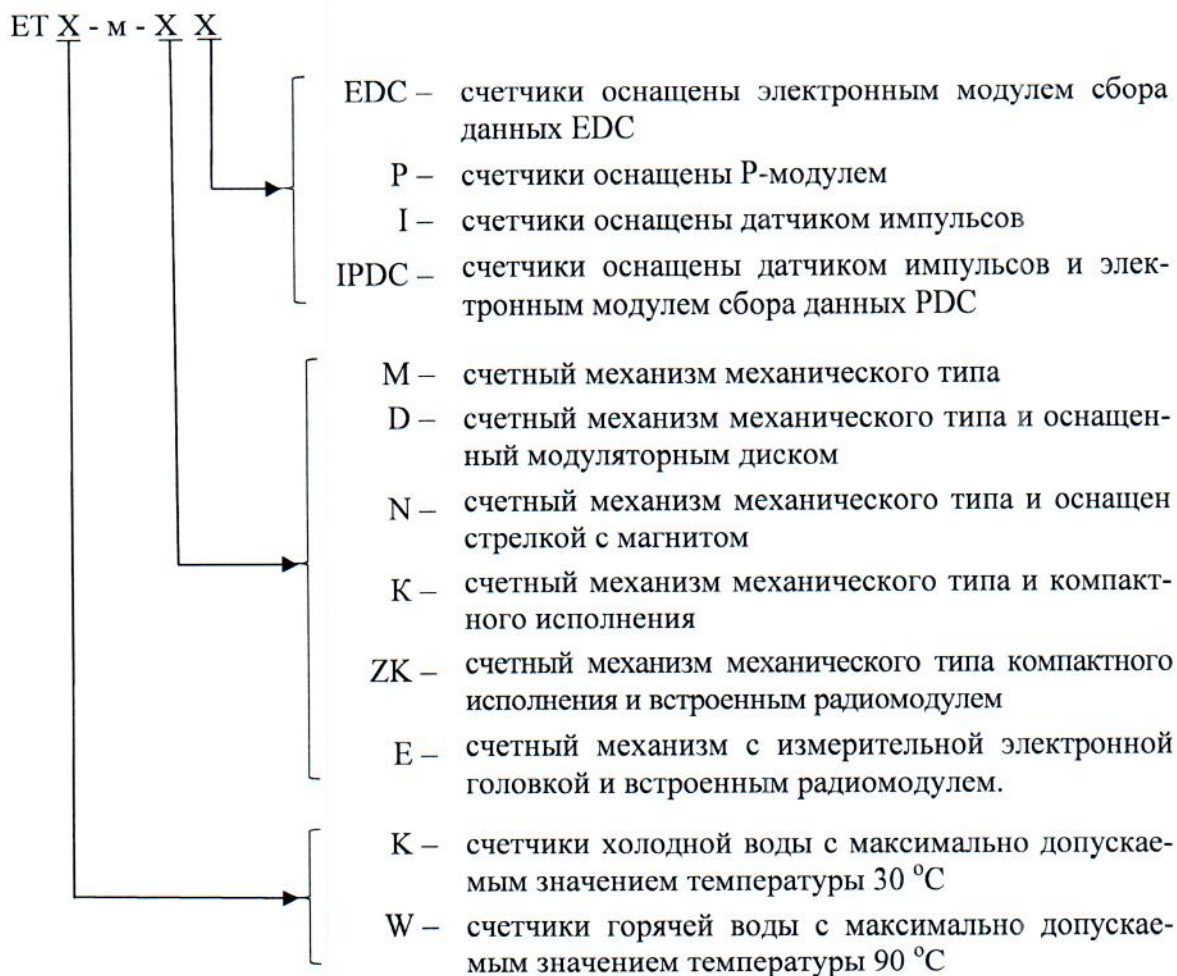 ET X - м - X X
EDC – счетчики оснащены электронным модулем сбора
данных EDC
P – счетчики оснащены Р-модулем
I – счетчики оснащены датчиком импульсов
IPDC – счетчики оснащены датчиком импульсов и элек-
тронным модулем сбора данных PDC
M – счетный механизм механического типа
D – счетный механизм механического типа и оснащен-
ный модуляторным диском
N – счетный механизм механического типа и оснащен
стрелкой с магнитом
K – счетный механизм механического типа и компакт-
ного исполнения
ZK – счетный механизм механического типа компактного
исполнения и встроенным радиомодулем
E – счетный механизм с измерительной электронной
головкой и встроенным радиомодулем.
K – счетчики холодной воды с максимально допускае-
мым значением температуры 30 °C
W – счетчики горячей воды с максимально допускае-
мым значением температуры 90 °C